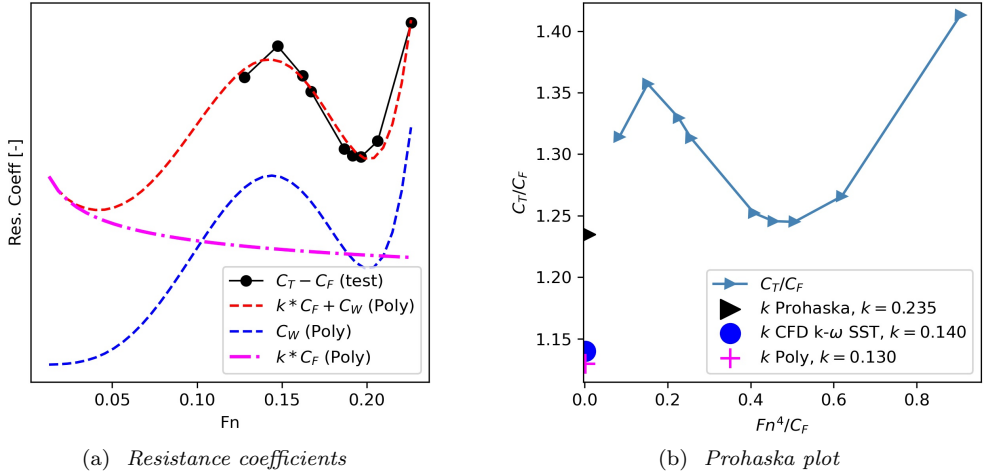 Res. Coeff [-]
C_T − C_F (test)
k * C_F + C_W (Poly)
C_W (Poly)
k * C_F (Poly)
0.05 0.10 0.15 0.20
Fn
(a) Resistance coefficients
1.40
1.35
1.30
1.25
1.20
1.15
C_T/C_F
C_T/C_F
k Prohaska, k = 0.235
k CFD k-ω SST, k = 0.140
k Poly, k = 0.130
0.0 0.2 0.4 0.6 0.8
Fn^4/C_F
(b) Prohaska plot